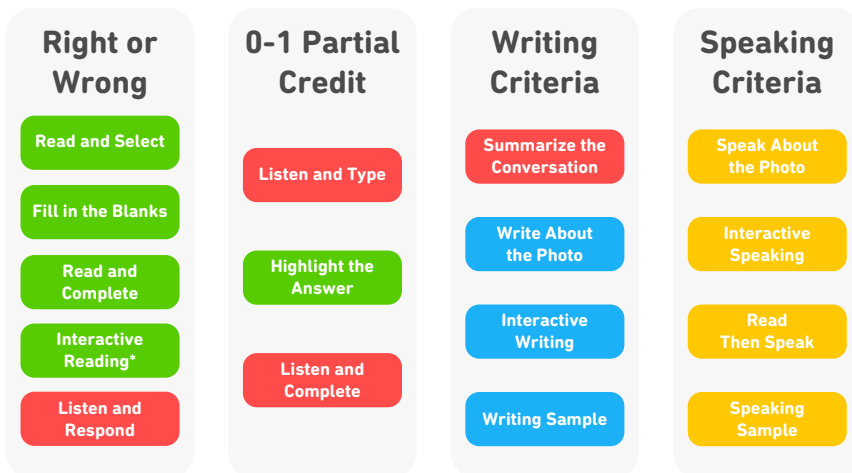 Right or
Wrong
Read and Select
Fill in the Blanks
Read and
Complete
Interactive
Reading*
Listen and
Respond
0-1 Partial
Credit
Listen and Type
Highlight the
Answer
Listen and
Complete
Writing
Criteria
Summarize the
Conversation
Write About
the Photo
Interactive
Writing
Writing Sample
Speaking
Criteria
Speak About
the Photo
Interactive
Speaking
Read
Then Speak
Speaking
Sample